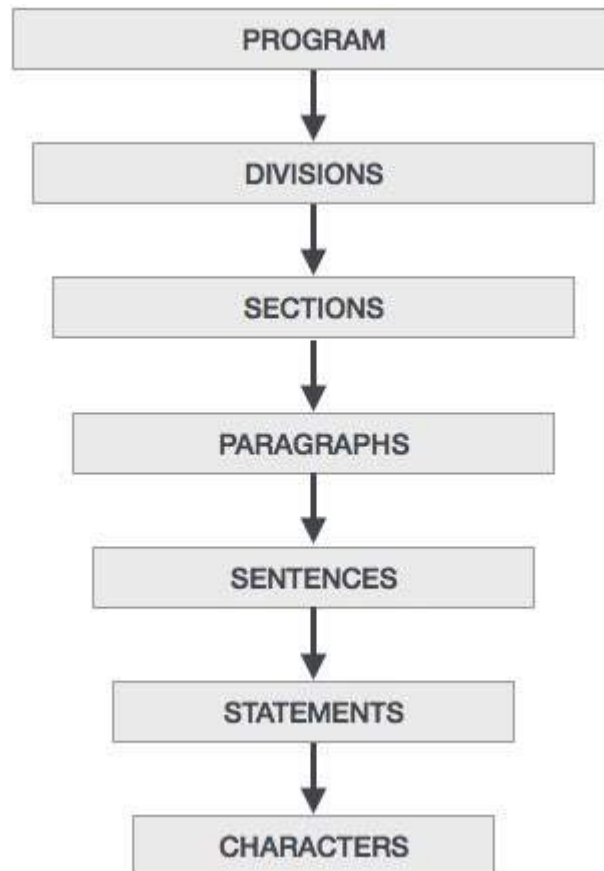 PROGRAM
DIVISIONS
SECTIONS
PARAGRAPHS
SENTENCES
STATEMENTS
CHARACTERS